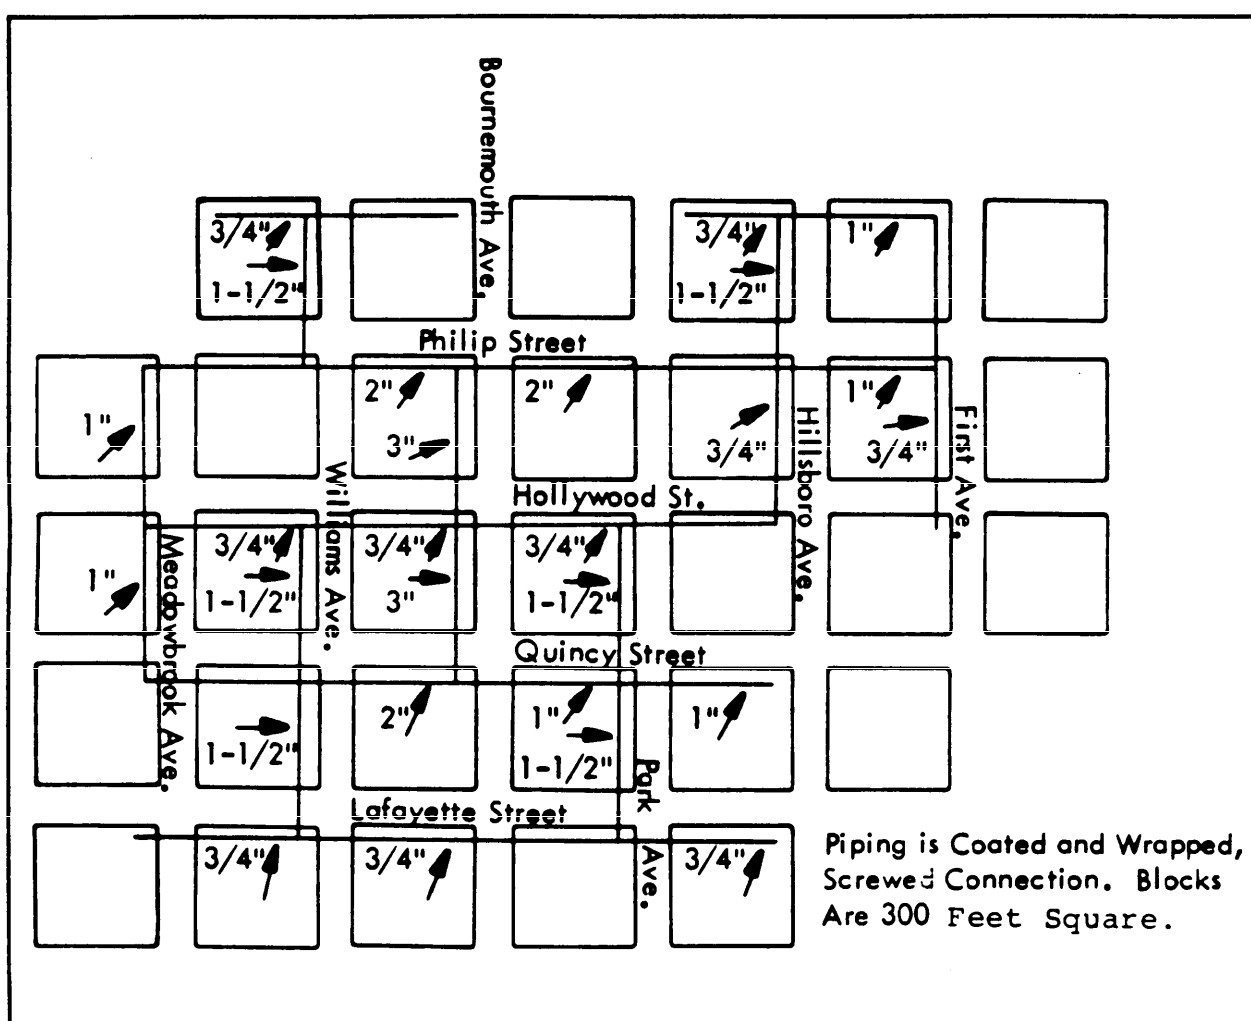 Bournemouth Ave.
3/4"
1-1/2"
3/4"
1-1/2"
1"
Philip Street
1"
2"
3"
2"
3/4"
Hillsboro Ave.
1"
3/4"
First Ave.
Hollywood St.
Williams Ave.
1"
Meadowbrook Ave.
3/4"
1-1/2"
3/4"
3"
3/4"
1-1/2"
Quincy Street
1-1/2"
2"
1"
1-1/2"
1"
Park Ave.
Lafayette Street
3/4"
3/4"
3/4"
Piping is Coated and Wrapped,
Screwed Connection. Blocks
Are 300 Feet Square.